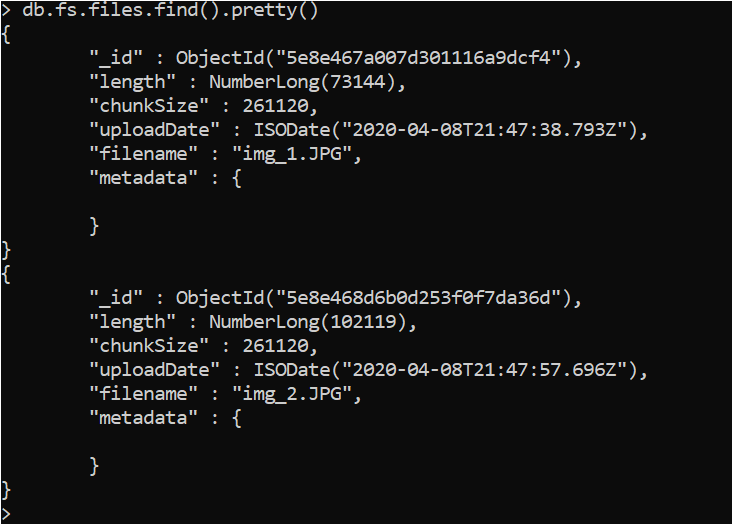 > db.fs.files.find().pretty()
{
        "_id" : ObjectId("5e8e467a007d301116a9dcf4"),
        "length" : NumberLong(73144),
        "chunkSize" : 261120,
        "uploadDate" : ISODate("2020-04-08T21:47:38.793Z"),
        "filename" : "img_1.JPG",
        "metadata" : {

        }
}
{
        "_id" : ObjectId("5e8e468d6b0d253f0f7da36d"),
        "length" : NumberLong(102119),
        "chunkSize" : 261120,
        "uploadDate" : ISODate("2020-04-08T21:47:57.696Z"),
        "filename" : "img_2.JPG",
        "metadata" : {

        }
}
>